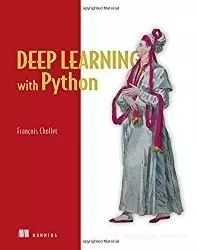 DEEP LEARNING
with Python
François Chollet
MANNING